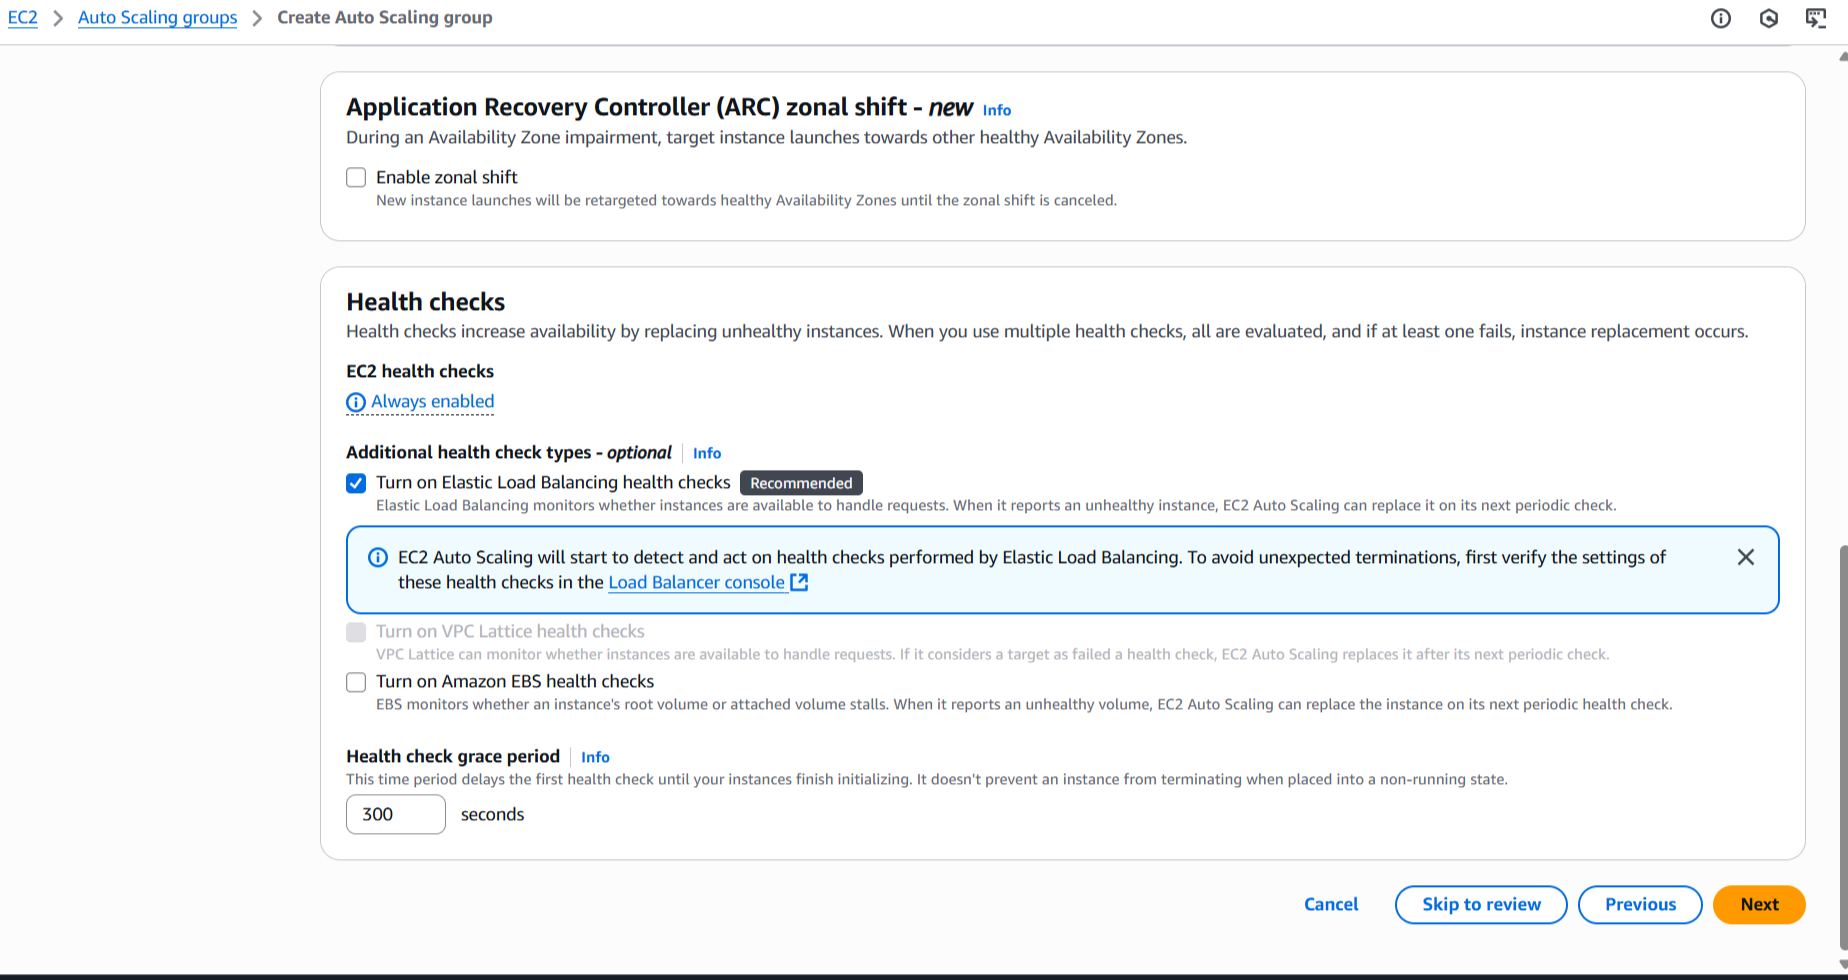 EC2 > Auto Scaling groups > Create Auto Scaling group
Application Recovery Controller (ARC) zonal shift - new Info
During an Availability Zone impairment, target instance launches towards other healthy Availability Zones.
Enable zonal shift
New instance launches will be retargeted towards healthy Availability Zones until the zonal shift is canceled.
Health checks
Health checks increase availability by replacing unhealthy instances. When you use multiple health checks, all are evaluated, and if at least one fails, instance replacement occurs.
EC2 health checks
Always enabled
Additional health check types - optional Info
Turn on Elastic Load Balancing health checks Recommended
Elastic Load Balancing monitors whether instances are available to handle requests. When it reports an unhealthy instance, EC2 Auto Scaling can replace it on its next periodic check.
EC2 Auto Scaling will start to detect and act on health checks performed by Elastic Load Balancing. To avoid unexpected terminations, first verify the settings of
these health checks in the Load Balancer console
Turn on VPC Lattice health checks
VPC Lattice can monitor whether instances are available to handle requests. If it considers a target as failed a health check, EC2 Auto Scaling replaces it after its next periodic check.
Turn on Amazon EBS health checks
EBS monitors whether an instance's root volume or attached volume stalls. When it reports an unhealthy volume, EC2 Auto Scaling can replace the instance on its next periodic health check.
Health check grace period Info
This time period delays the first health check until your instances finish initializing. It doesn't prevent an instance from terminating when placed into a non-running state.
300 seconds
Cancel Skip to review Previous Next